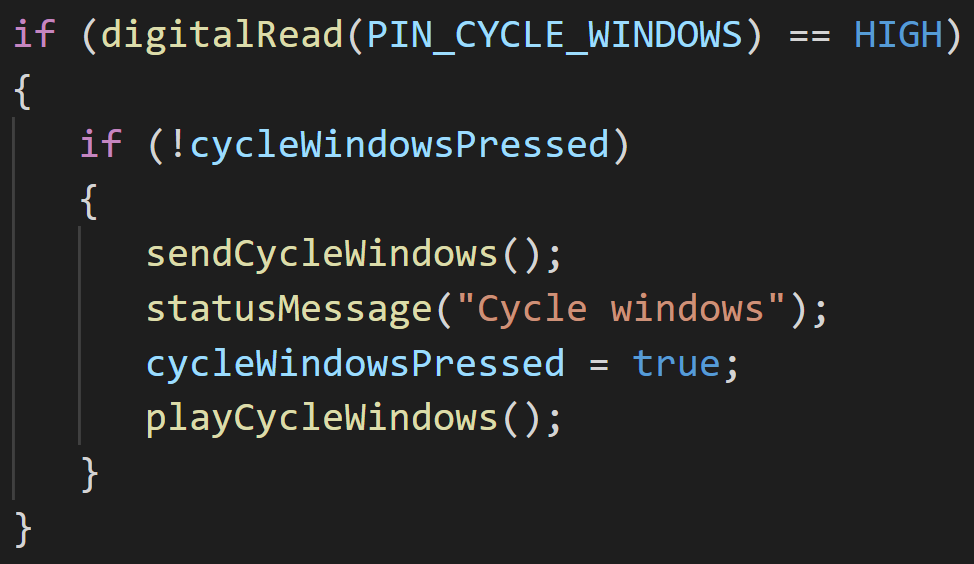 if (digitalRead(PIN_CYCLE_WINDOWS) == HIGH)
{
   if (!cycleWindowsPressed)
   {
      sendCycleWindows();
      statusMessage("Cycle windows");
      cycleWindowsPressed = true;
      playCycleWindows();
   }
}